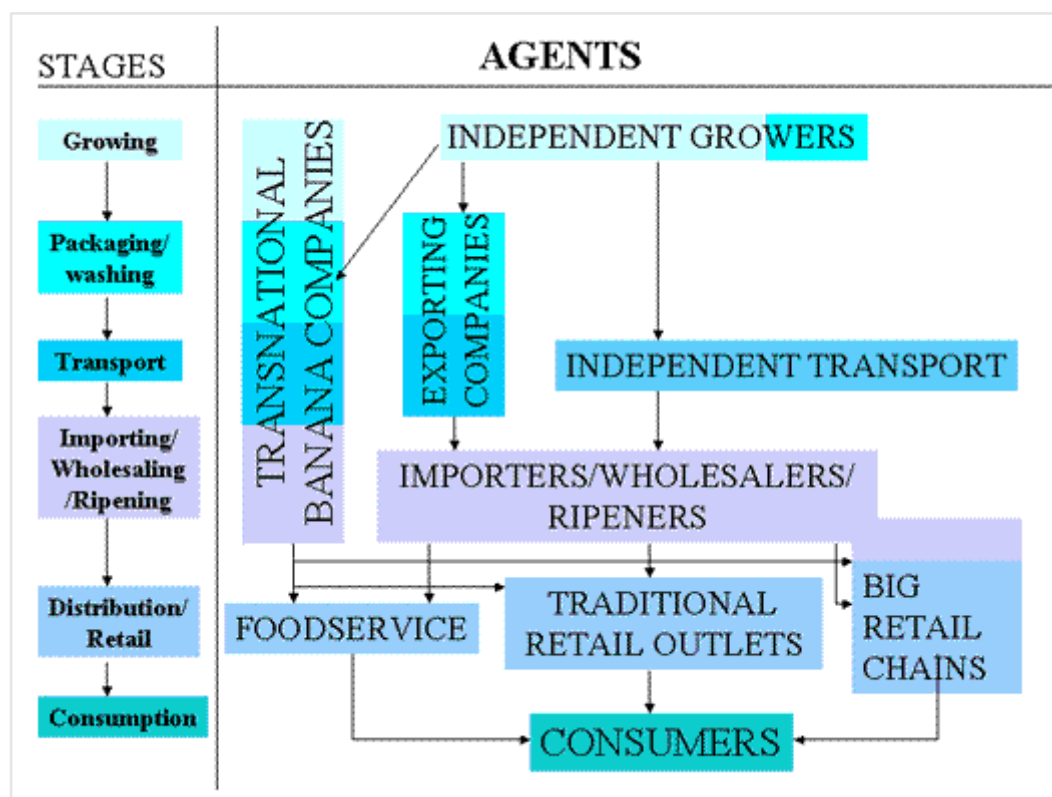 STAGES
AGENTS
Growing
Packaging/
washing
Transport
Importing/
Wholesaling
/Ripening
Distribution/
Retail
Consumption
TRANSNATIONAL
BANANA COMPANIES
INDEPENDENT GROWERS
EXPORTING
COMPANIES
INDEPENDENT TRANSPORT
IMPORTERS/WHOLESALERS/
RIPENERS
FOODSERVICE
TRADITIONAL
RETAIL OUTLETS
BIG
RETAIL
CHAINS
CONSUMERS